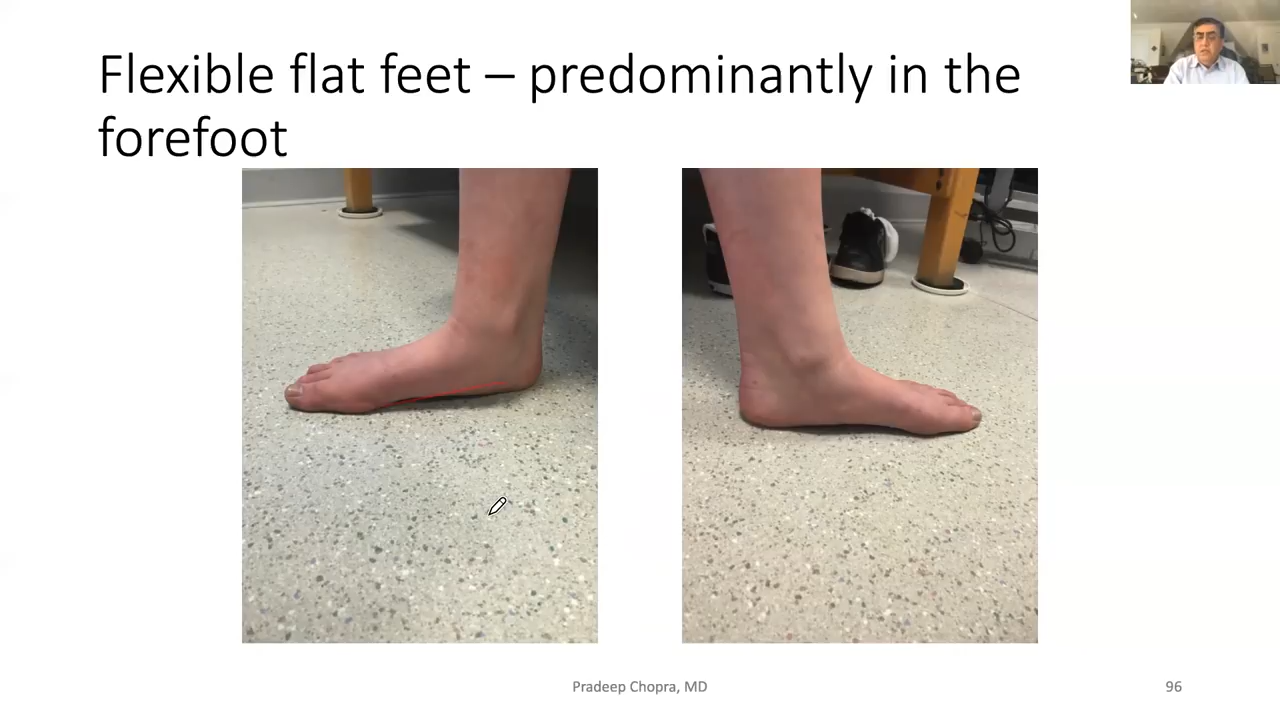 Flexible flat feet – predominantly in the
forefoot
Pradeep Chopra, MD
96